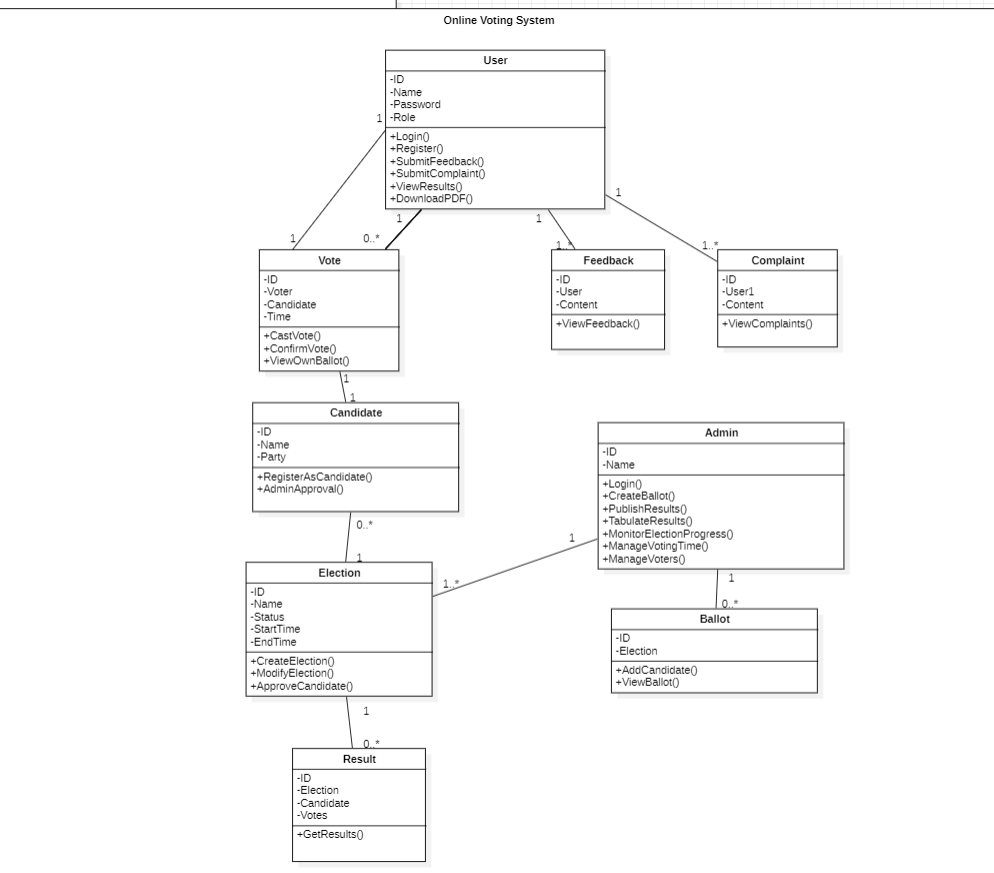 Online Voting System
User
-ID
-Name
-Password
-Role
+Login()
+Register()
+SubmitFeedback()
+SubmitComplaint()
+ViewResults()
+DownloadPDF()
1
1
1
0..*
1
1..*
1
1..*
Vote
-ID
-Voter
-Candidate
-Time
+CastVote()
+ConfirmVote()
+ViewOwnBallot()
Feedback
-ID
-User
-Content
+ViewFeedback()
Complaint
-ID
-User1
-Content
+ViewComplaints()
1
1
Candidate
-ID
-Name
-Party
+RegisterAsCandidate()
+AdminApproval()
Admin
-ID
-Name
+Login()
+CreateBallot()
+PublishResults()
+TabulateResults()
+MonitorElectionProgress()
+ManageVotingTime()
+ManageVoters()
0..*
1
1
1..*
1
0..*
Election
-ID
-Name
-Status
-StartTime
-EndTime
+CreateElection()
+ModifyElection()
+ApproveCandidate()
Ballot
-ID
-Election
+AddCandidate()
+ViewBallot()
1
0..*
Result
-ID
-Election
-Candidate
-Votes
+GetResults()